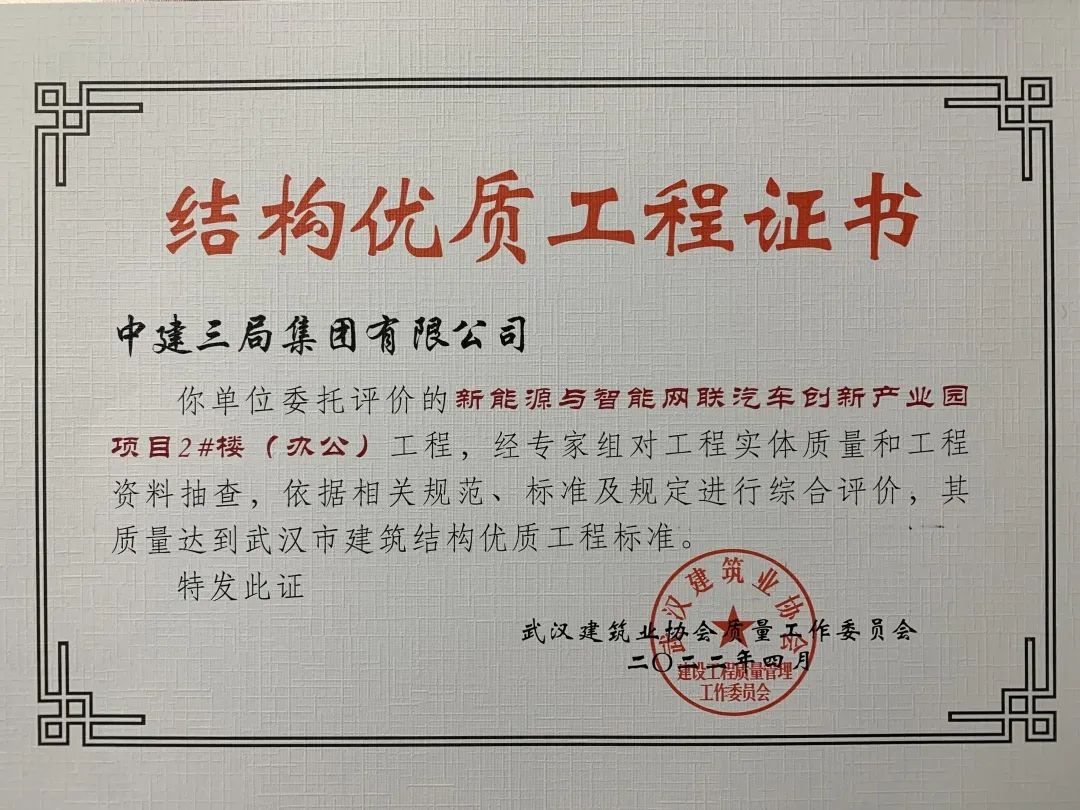 结构优质工程证书
中建三局集团有限公司
你单位委托评价的新能源与智能网联汽车创新产业园
项目2#楼（办公）工程，经专家组对工程实体质量和工程
资料抽查，依据相关规范、标准及规定进行综合评价，其
质量达到武汉市建筑结构优质工程标准。
特发此证
武汉建筑业协会质量工作委员会
二〇二二年四月
武汉建筑业协会
建设工程质量管理
工作委员会